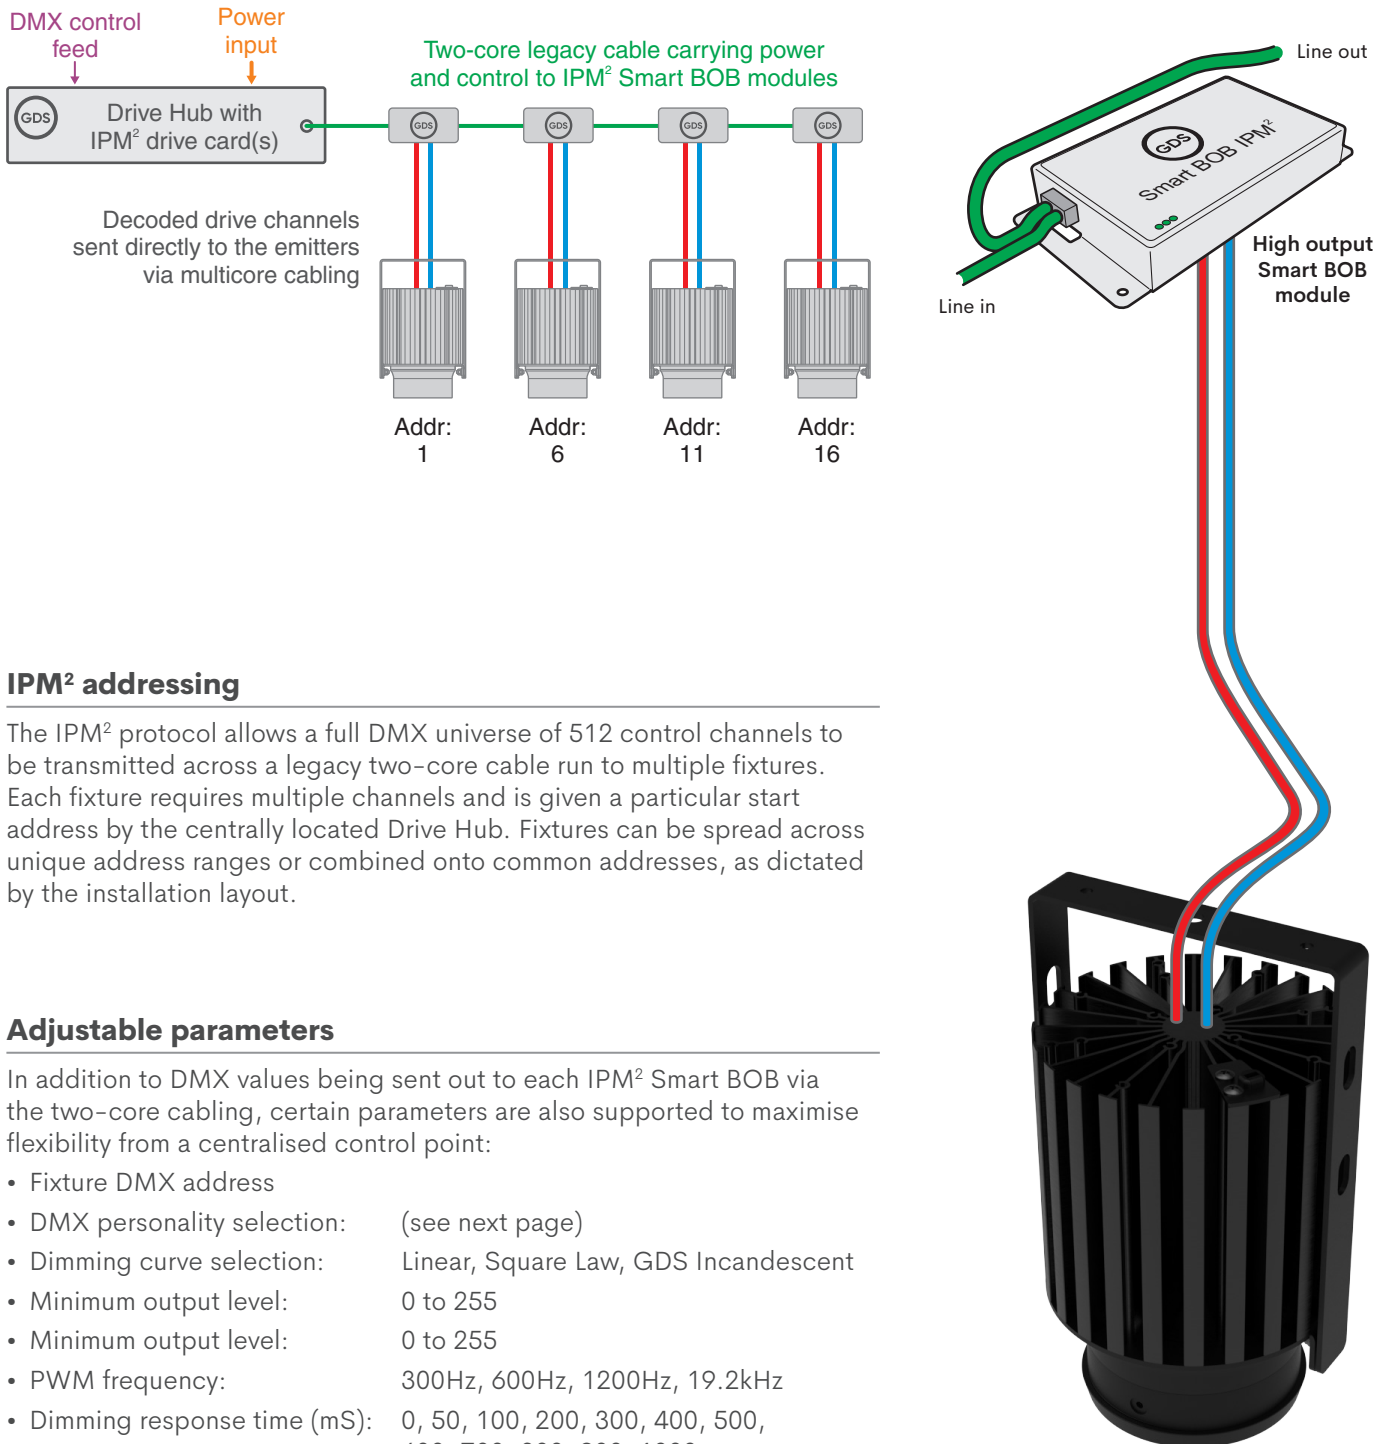 DMX control
feed
Power
input
Two-core legacy cable carrying power
and control to IPM² Smart BOB modules
GDS
Drive Hub with
IPM² drive card(s)
GDS
GDS
GDS
GDS
Decoded drive channels
sent directly to the emitters
via multicore cabling
Addr:
1
Addr:
6
Addr:
11
Addr:
16
Line out
GDS
Smart BOB IPM²
High output
Smart BOB
module
Line in
IPM² addressing
The IPM² protocol allows a full DMX universe of 512 control channels to
be transmitted across a legacy two-core cable run to multiple fixtures.
Each fixture requires multiple channels and is given a particular start
address by the centrally located Drive Hub. Fixtures can be spread across
unique address ranges or combined onto common addresses, as dictated
by the installation layout.
Adjustable parameters
In addition to DMX values being sent out to each IPM² Smart BOB via
the two-core cabling, certain parameters are also supported to maximise
flexibility from a centralised control point:
• Fixture DMX address
• DMX personality selection: (see next page)
• Dimming curve selection: Linear, Square Law, GDS Incandescent
• Minimum output level: 0 to 255
• Minimum output level: 0 to 255
• PWM frequency: 300Hz, 600Hz, 1200Hz, 19.2kHz
• Dimming response time (mS): 0, 50, 100, 200, 300, 400, 500,